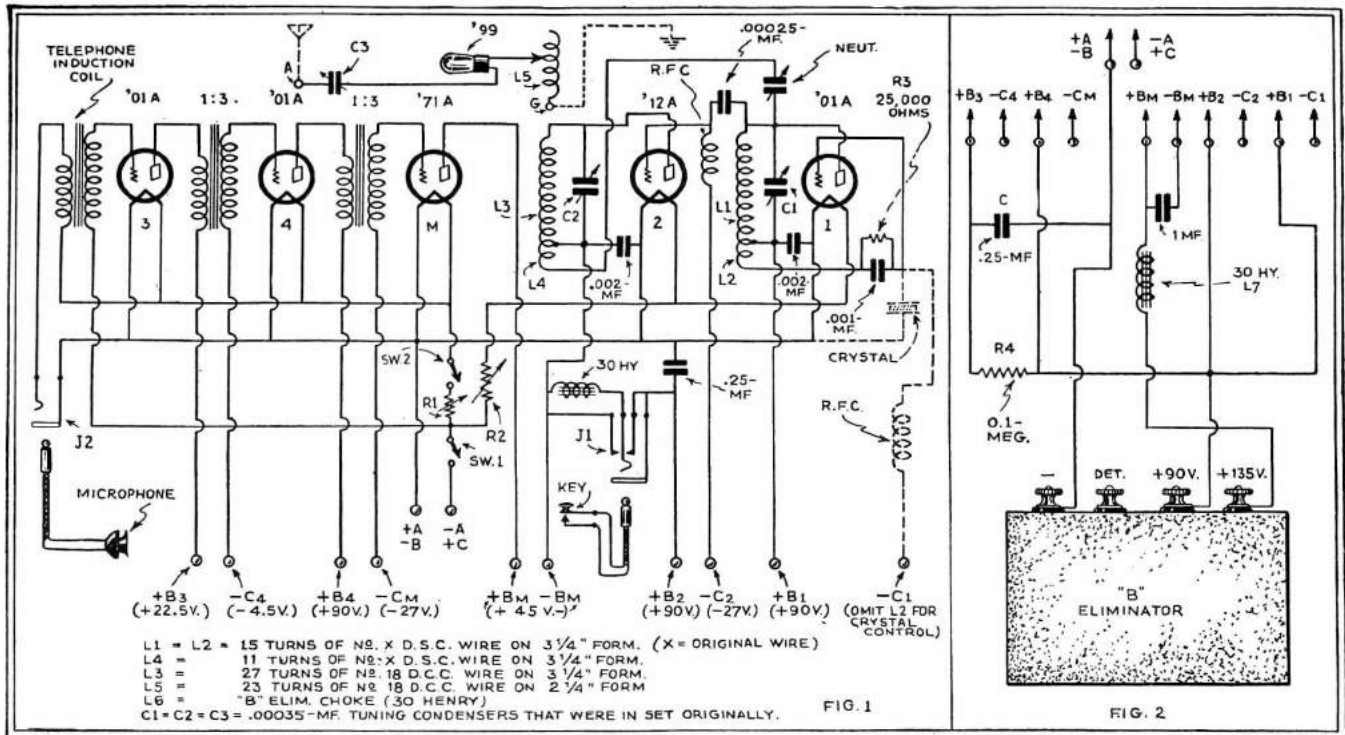 TELEPHONE
INDUCTION
COIL
A
C3
'99
L5
G
.00025-
MF.
R.F.C
NEUT.
R3
25,000
OHMS
'01A
1:3.
'01A
1:3
'71A
'12A
'01A
3
4
M
L3
C2
2
L1
C1
1
L4
.002-
MF
L2
.002-
MF
.001-
MF.
CRYSTAL
SW.2
30 HY
.25-
MF
R1
R2
J2
J1
SW.1
R.F.C.
MICROPHONE
KEY
+A
-B
-A
+C
+B3
(+22.5V.)
-C4
(-4.5V.)
+B4
(+90V.)
-CM
(-27V.)
+BM -BM
(+ 45 V.-)
+B2
(+90V.)
-C2
(-27V.)
+B1
(+90V.)
-C1
(OMIT L2 FOR
CRYSTAL
CONTROL)
L1 = L2 = 15 TURNS OF No. X D.S.C. WIRE ON 3 1/4" FORM. (X = ORIGINAL WIRE)
L4 = 11 TURNS OF No. X D.S.C. WIRE ON 3 1/4" FORM.
L3 = 27 TURNS OF No. 18 D.C.C. WIRE ON 3 1/4" FORM.
L5 = 23 TURNS OF No. 18 D.C.C. WIRE ON 2 1/4" FORM
L6 = "B" ELIM. CHOKE (30 HENRY)
C1 = C2 = C3 = .00035-MF. TUNING CONDENSERS THAT WERE IN SET ORIGINALLY.
FIG. 1
+A
-B
-A
+C
+B3 -C4 +B4 -CM +BM -BM +B2 -C2 +B1 -C1
C
.25-MF
1 MF.
30 HY.
L7
R4
0.1-
MEG.
- DET. +90V. +135V.
"B"
ELIMINATOR
FIG. 2